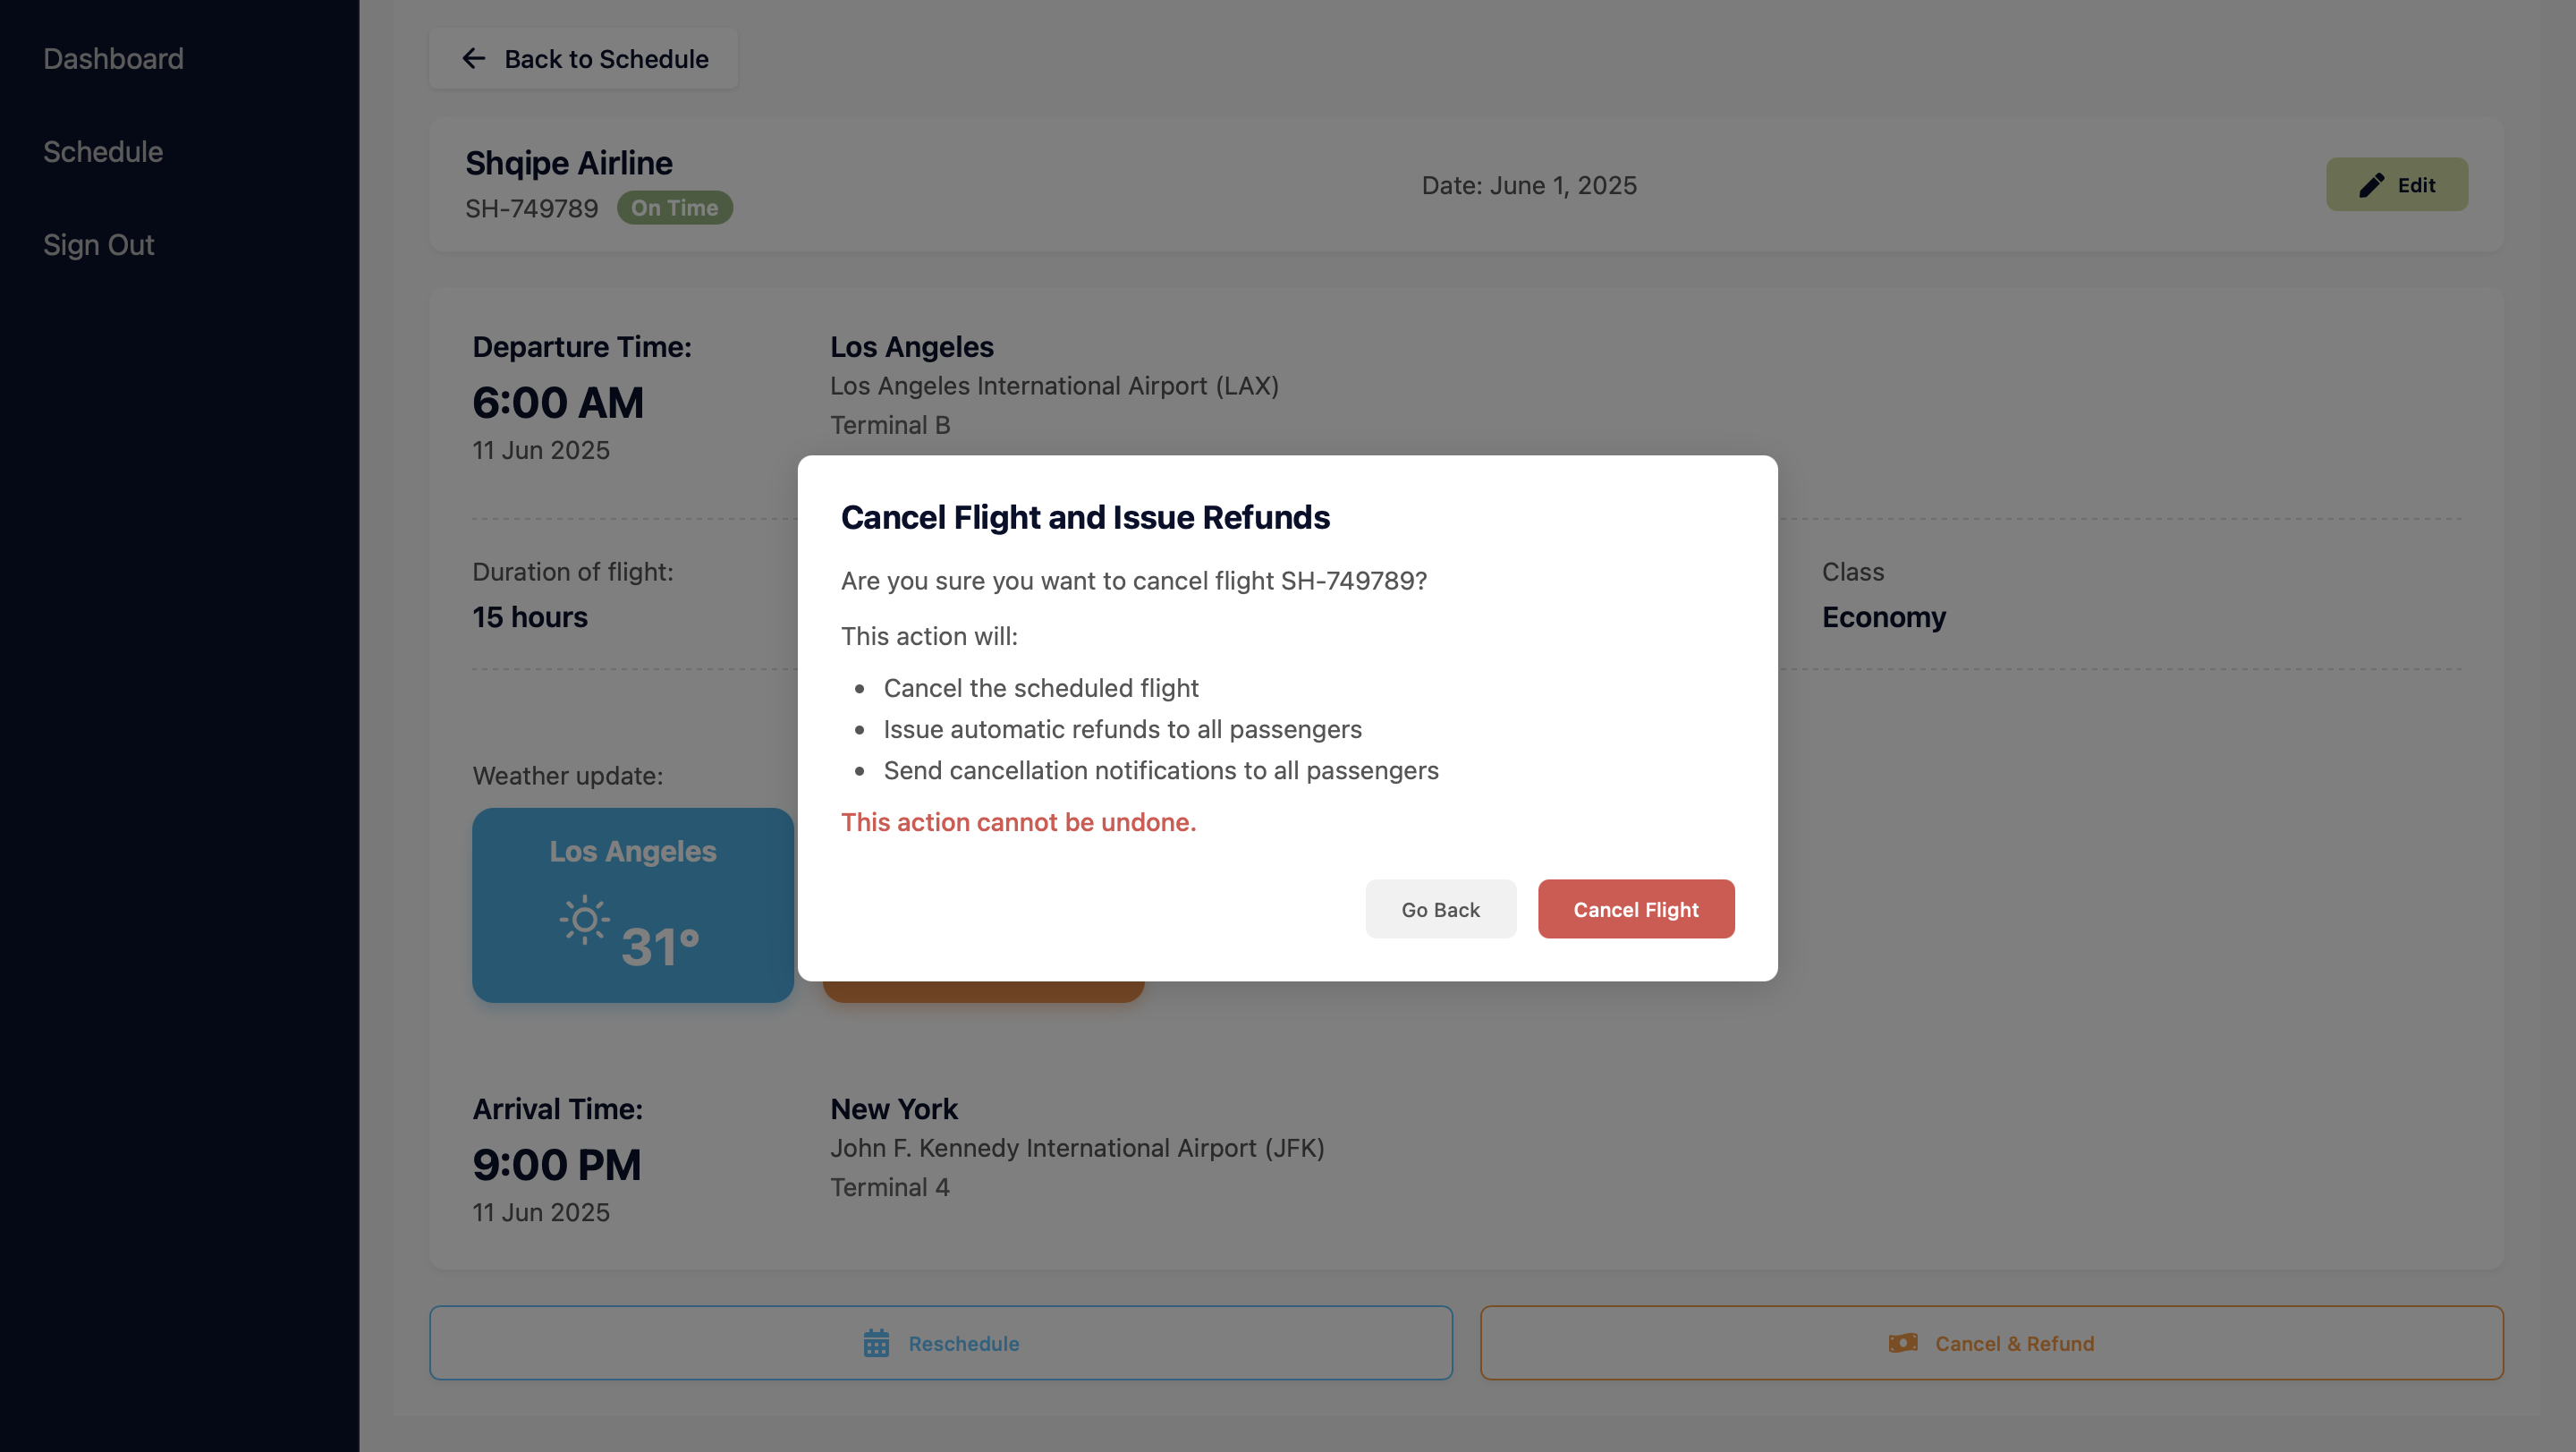 Dashboard
Schedule
Sign Out
Back to Schedule
Shqipe Airline
SH-749789 On Time
Date: June 1, 2025
Edit
Departure Time:
6:00 AM
11 Jun 2025
Los Angeles
Los Angeles International Airport (LAX)
Terminal B
Duration of flight:
15 hours
Class
Economy
Cancel Flight and Issue Refunds
Are you sure you want to cancel flight SH-749789?
This action will:
• Cancel the scheduled flight
• Issue automatic refunds to all passengers
• Send cancellation notifications to all passengers
This action cannot be undone.
Go Back
Cancel Flight
Weather update:
Los Angeles
31°
Arrival Time:
9:00 PM
11 Jun 2025
New York
John F. Kennedy International Airport (JFK)
Terminal 4
Reschedule
Cancel & Refund